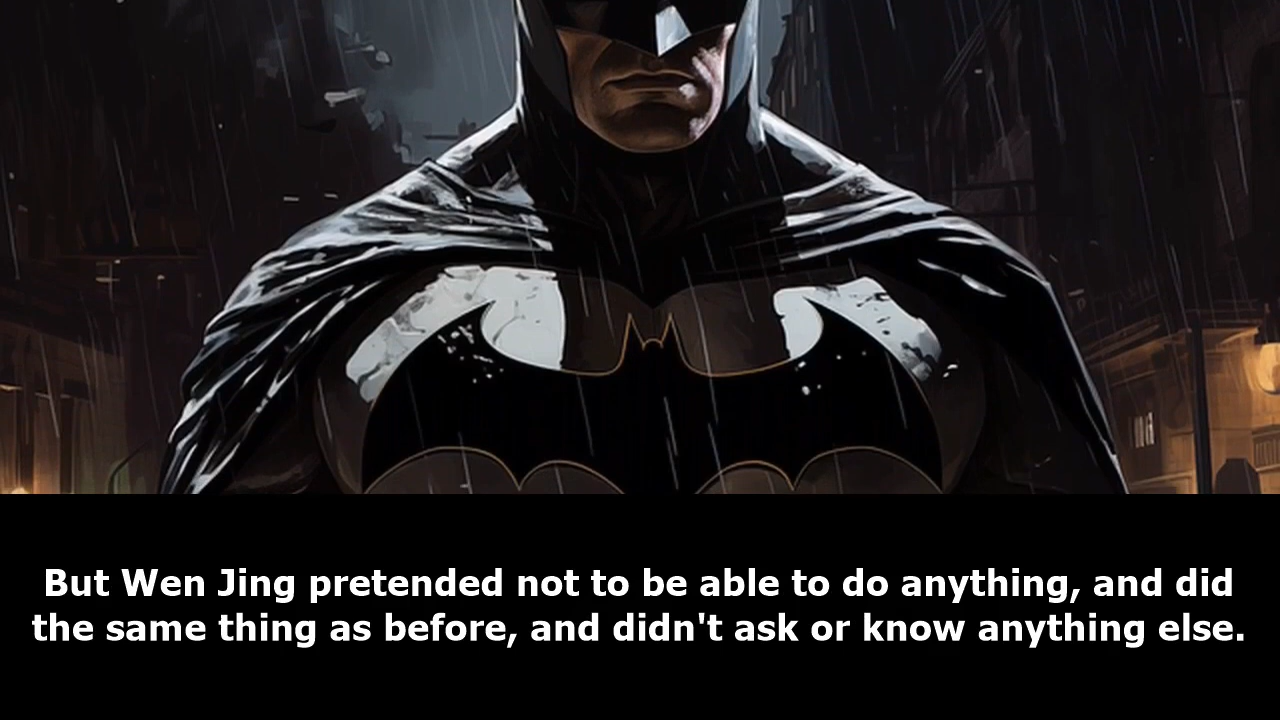 But Wen Jing pretended not to be able to do anything, and did
the same thing as before, and didn't ask or know anything else.